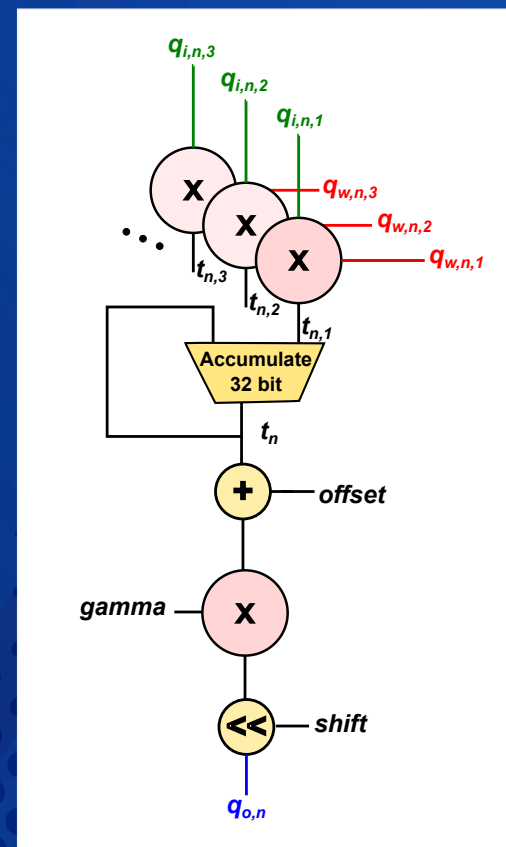 q_{i,n,3}
q_{i,n,2}
q_{i,n,1}
x
q_{w,n,3}
x
q_{w,n,2}
x
q_{w,n,1}
...
t_{n,3}
t_{n,2}
t_{n,1}
Accumulate
32 bit
t_n
+
offset
gamma
x
<<
shift
q_{o,n}